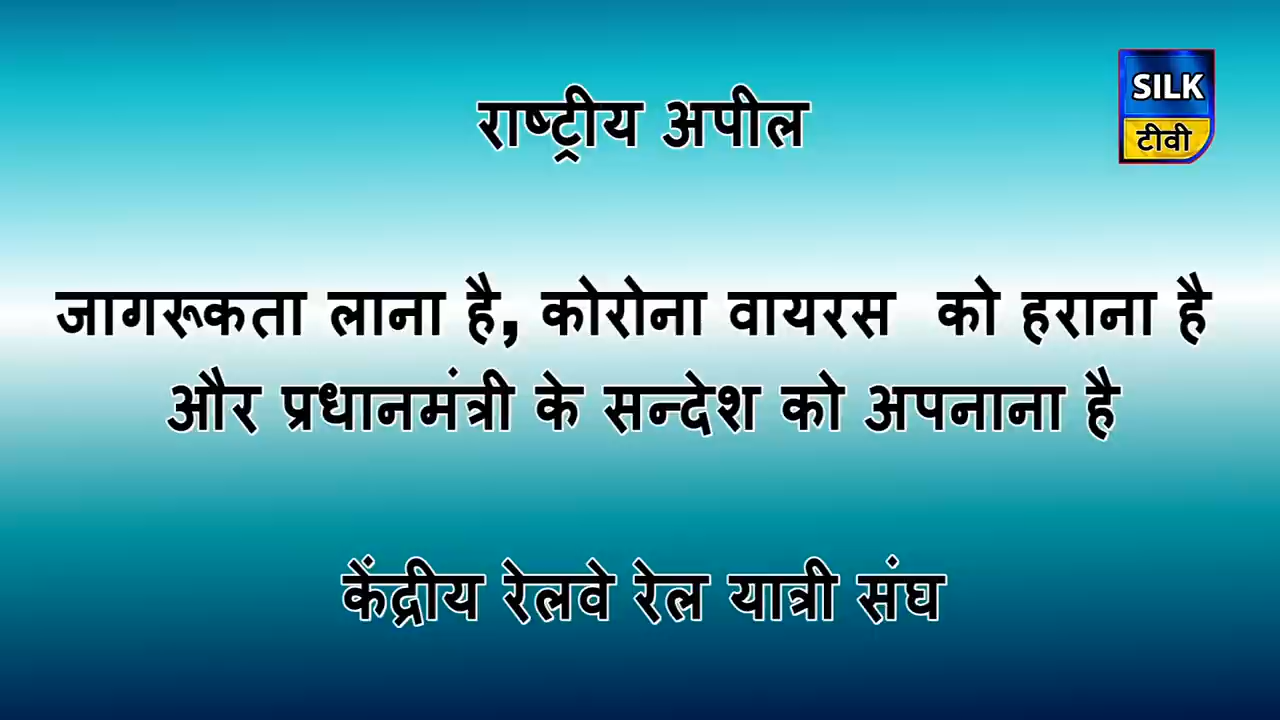 SILK
टीवी
राष्ट्रीय अपील
जागरूकता लाना है, कोरोना वायरस को हराना है
और प्रधानमंत्री के सन्देश को अपनाना है
केंद्रीय रेलवे रेल यात्री संघ